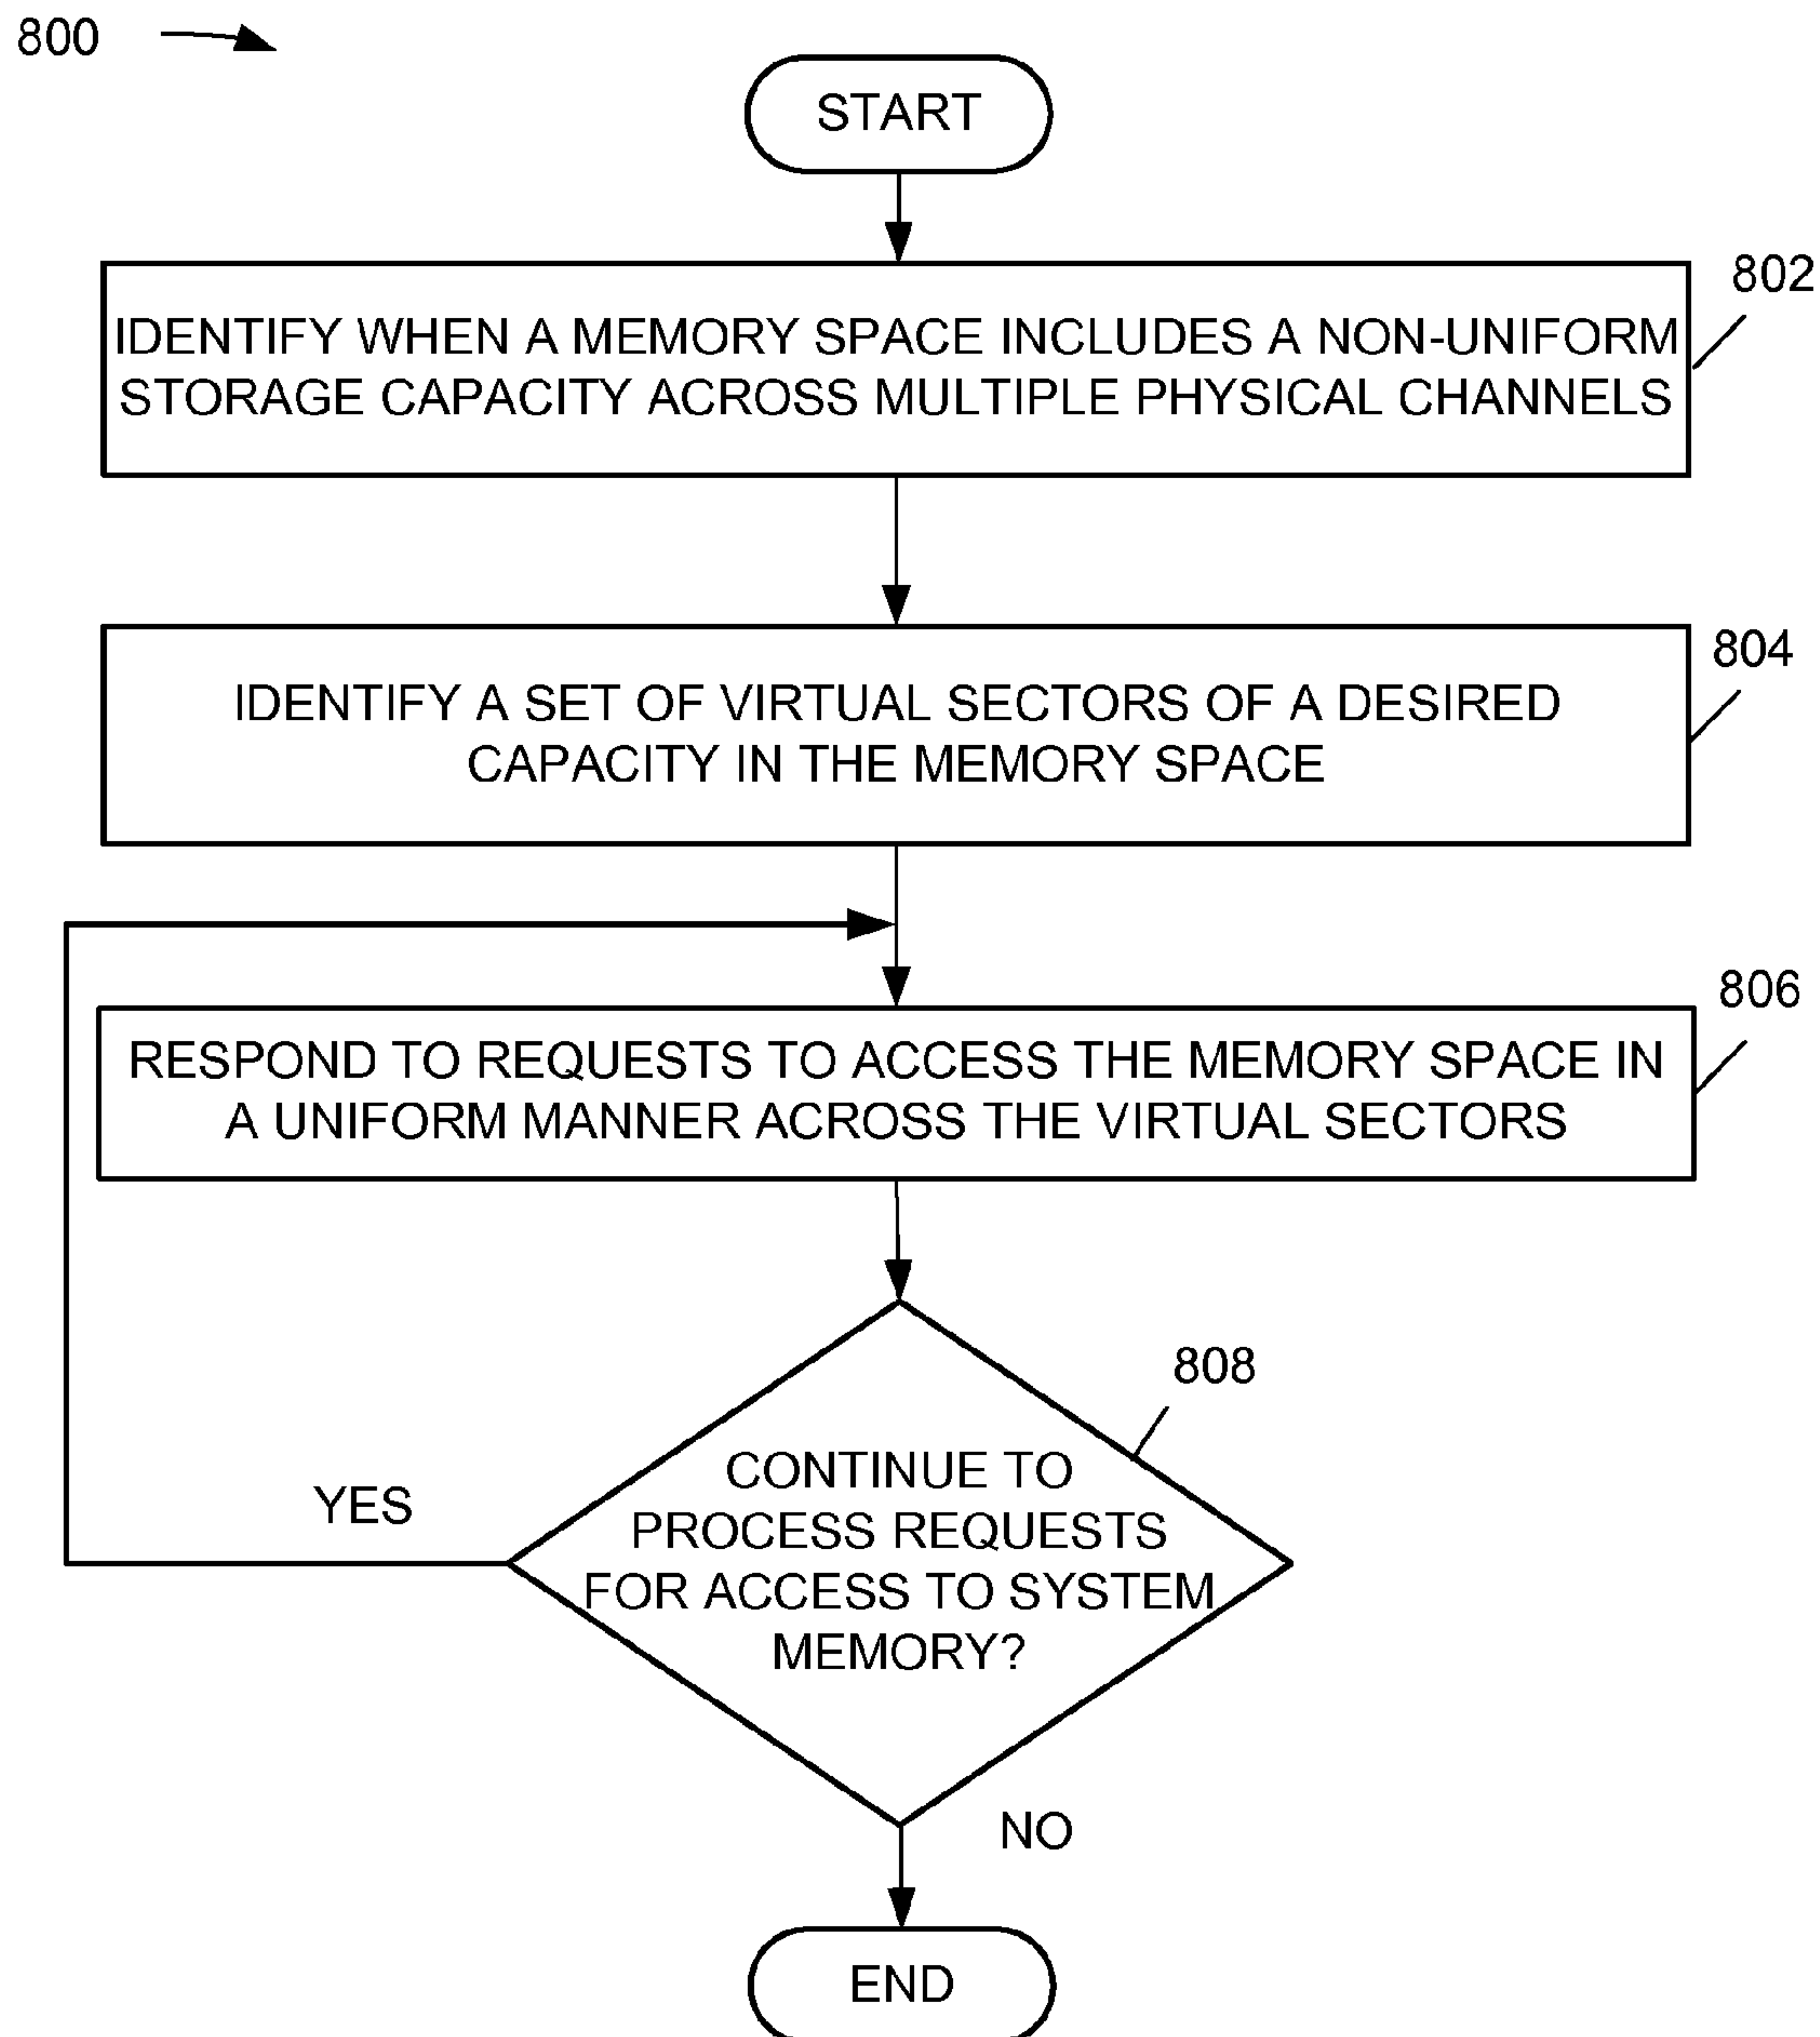 800
START
IDENTIFY WHEN A MEMORY SPACE INCLUDES A NON-UNIFORM
STORAGE CAPACITY ACROSS MULTIPLE PHYSICAL CHANNELS
802
IDENTIFY A SET OF VIRTUAL SECTORS OF A DESIRED
CAPACITY IN THE MEMORY SPACE
804
RESPOND TO REQUESTS TO ACCESS THE MEMORY SPACE IN
A UNIFORM MANNER ACROSS THE VIRTUAL SECTORS
806
CONTINUE TO
PROCESS REQUESTS
FOR ACCESS TO SYSTEM
MEMORY?
808
YES
NO
END